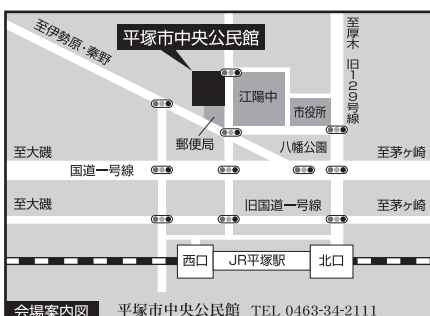 至伊勢原・秦野
平塚市中央公民館
至厚木 旧129号線
江陽中
市役所
郵便局
八幡公園
至大磯
国道一号線
至茅ヶ崎
至大磯
旧国道一号線
至茅ヶ崎
西口
JR平塚駅
北口
会場案内図
平塚市中央公民館 TEL 0463-34-2111